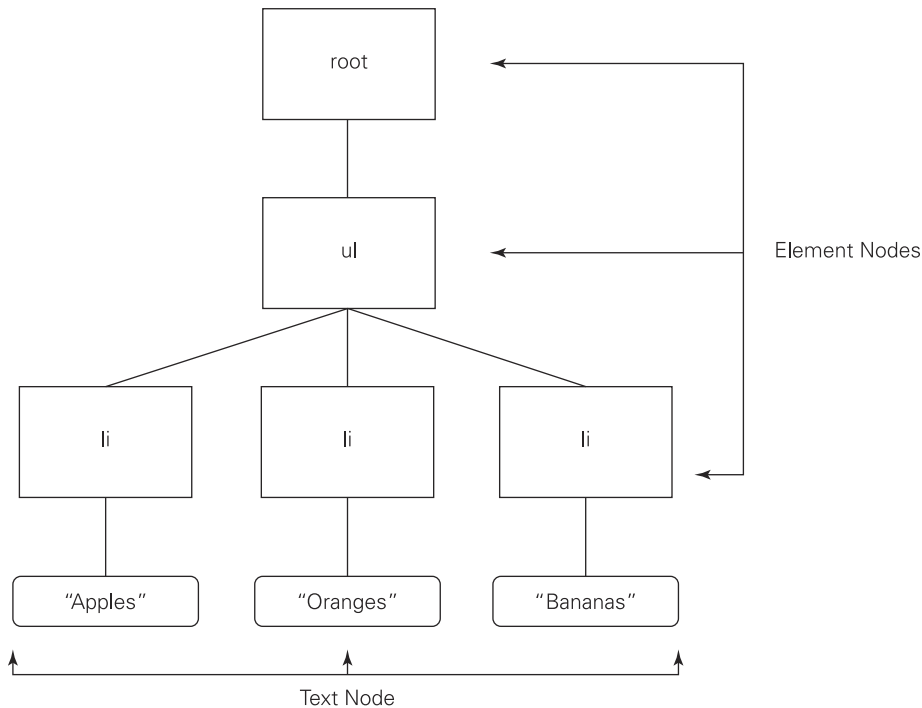 root
ul
Element Nodes
li
li
li
“Apples”
“Oranges”
“Bananas”
Text Node